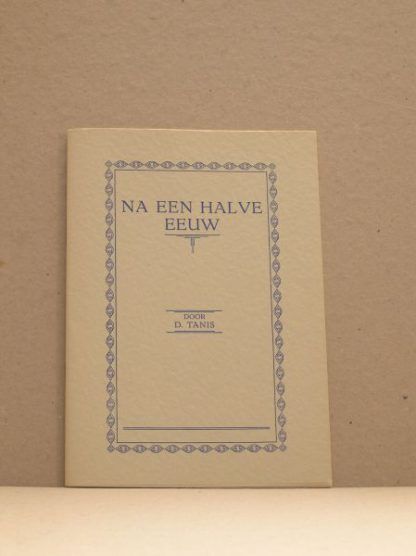 NA EEN HALVE
EEUW
DOOR
D. TANIS